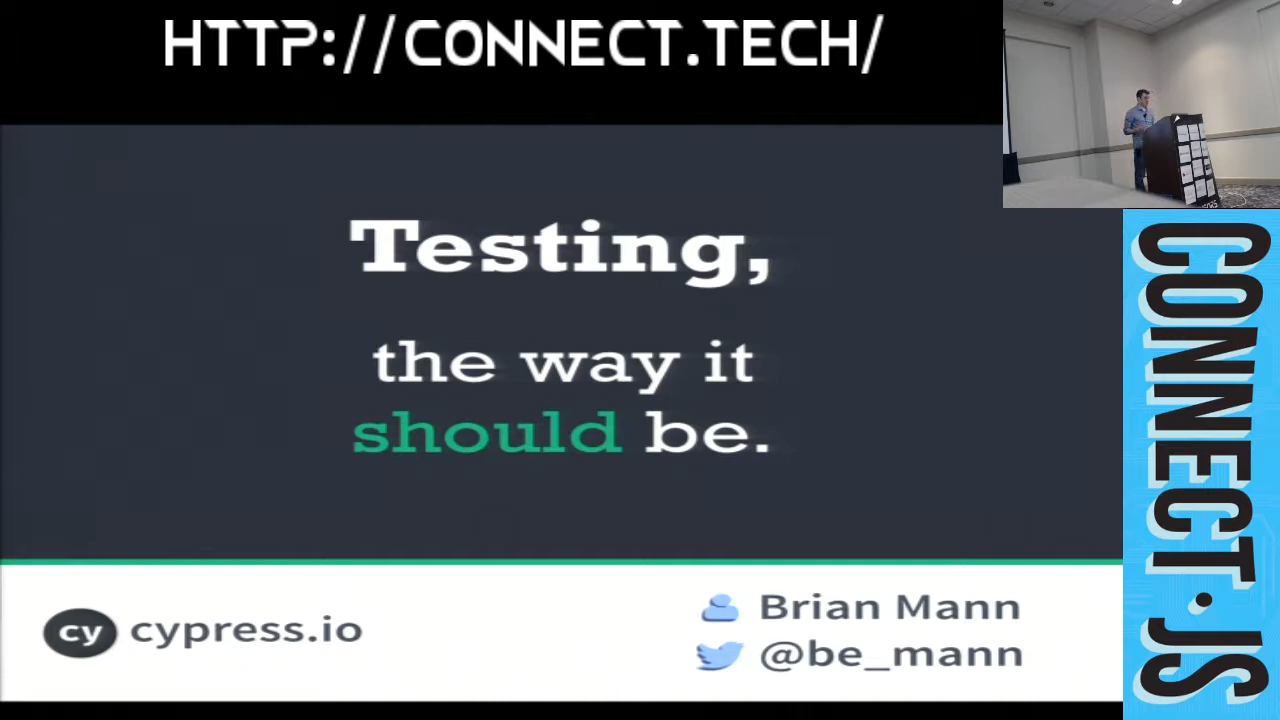 HTTP://CONNECT.TECH/
Testing,
the way it
should be.
cy cypress.io
Brian Mann
@be_mann
CONNECT.JS